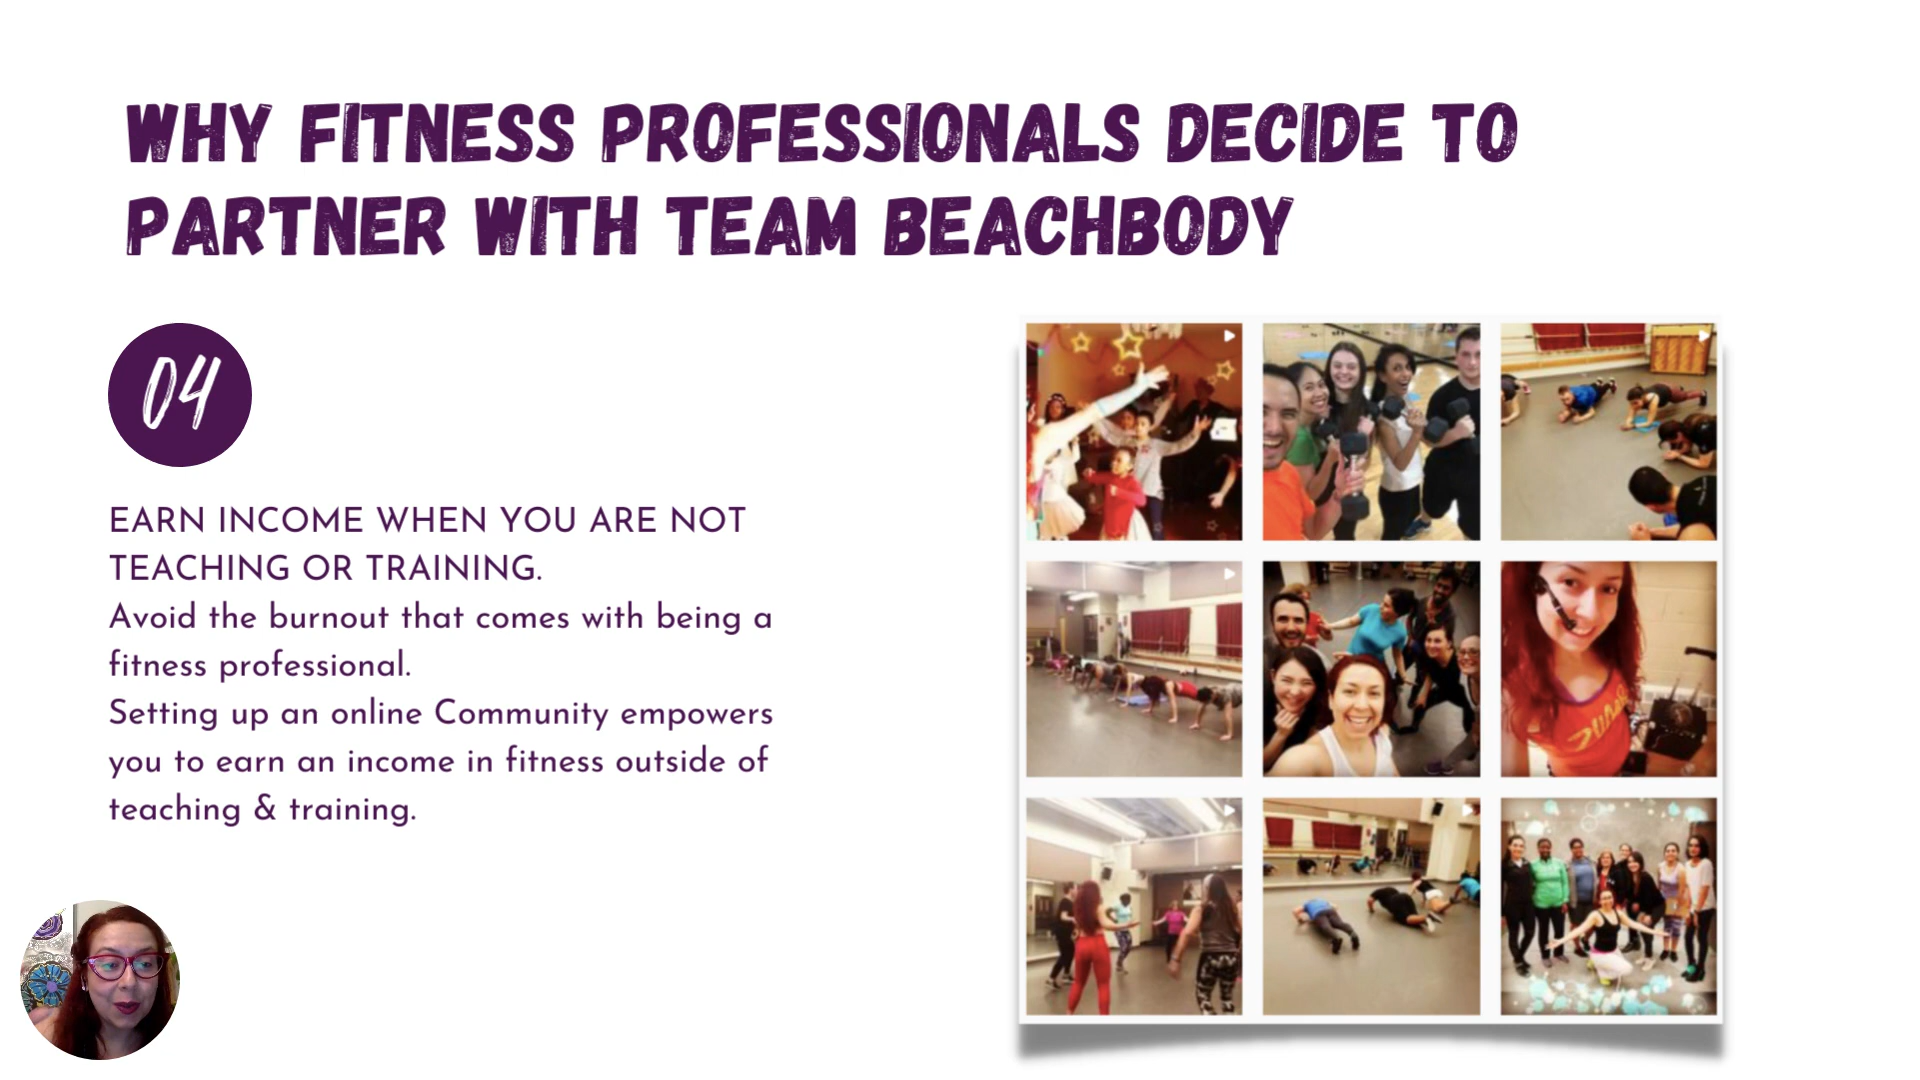 WHY FITNESS PROFESSIONALS DECIDE TO
PARTNER WITH TEAM BEACHBODY
04
EARN INCOME WHEN YOU ARE NOT
TEACHING OR TRAINING.
Avoid the burnout that comes with being a
fitness professional.
Setting up an online Community empowers
you to earn an income in fitness outside of
teaching & training.